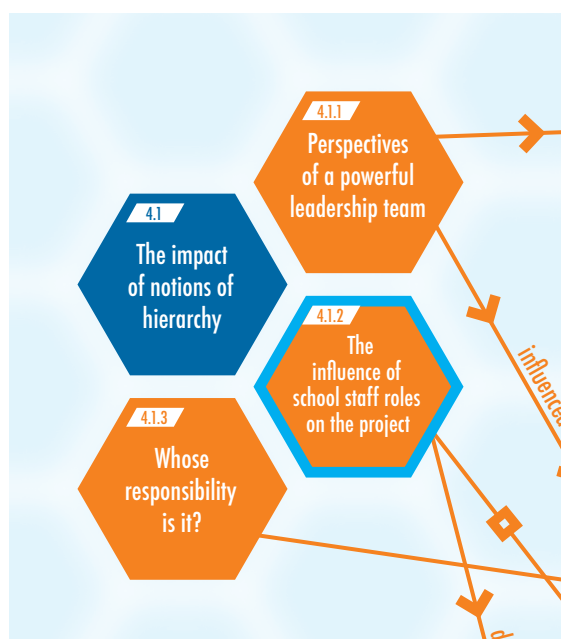 4.1.1
Perspectives
of a powerful
leadership team
4.1
The impact
of notions of
hierarchy
4.1.2
The
influence of
school staff roles
on the project
4.1.3
Whose
responsibility
is it?
influenced